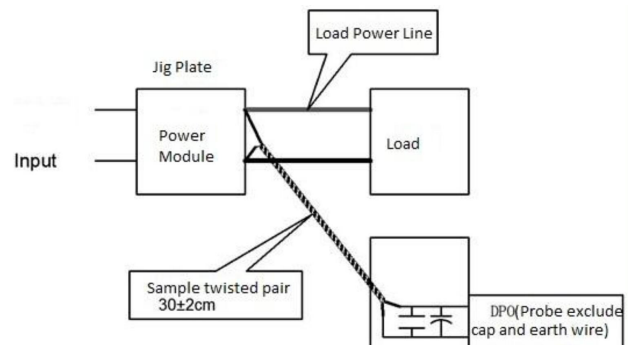 Load Power Line
Jig Plate
Power
Module
Load
Input
Sample twisted pair
30±2cm
DPO(Probe exclude
cap and earth wire)